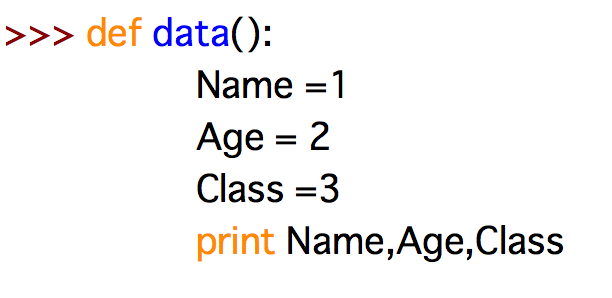 >>> def data():
Name =1
Age = 2
Class =3
print Name,Age,Class